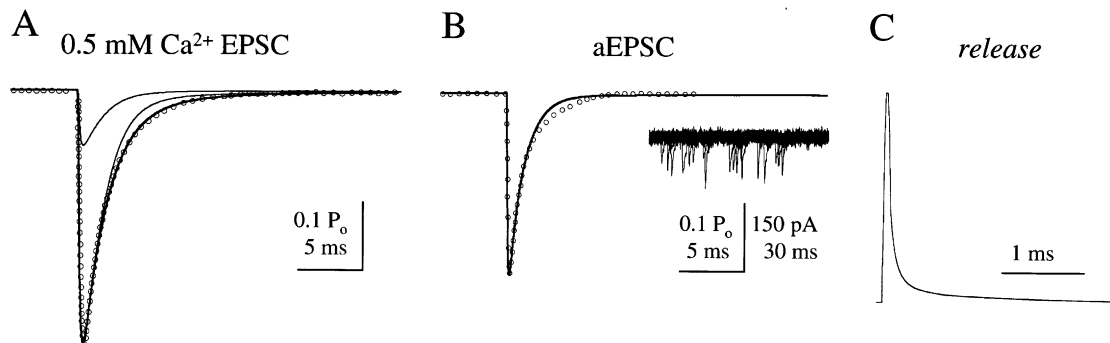 A
0.5 mM Ca²⁺ EPSC
0.1 Pₒ
5 ms
B
aEPSC
0.1 Pₒ
5 ms
150 pA
30 ms
C
release
1 ms